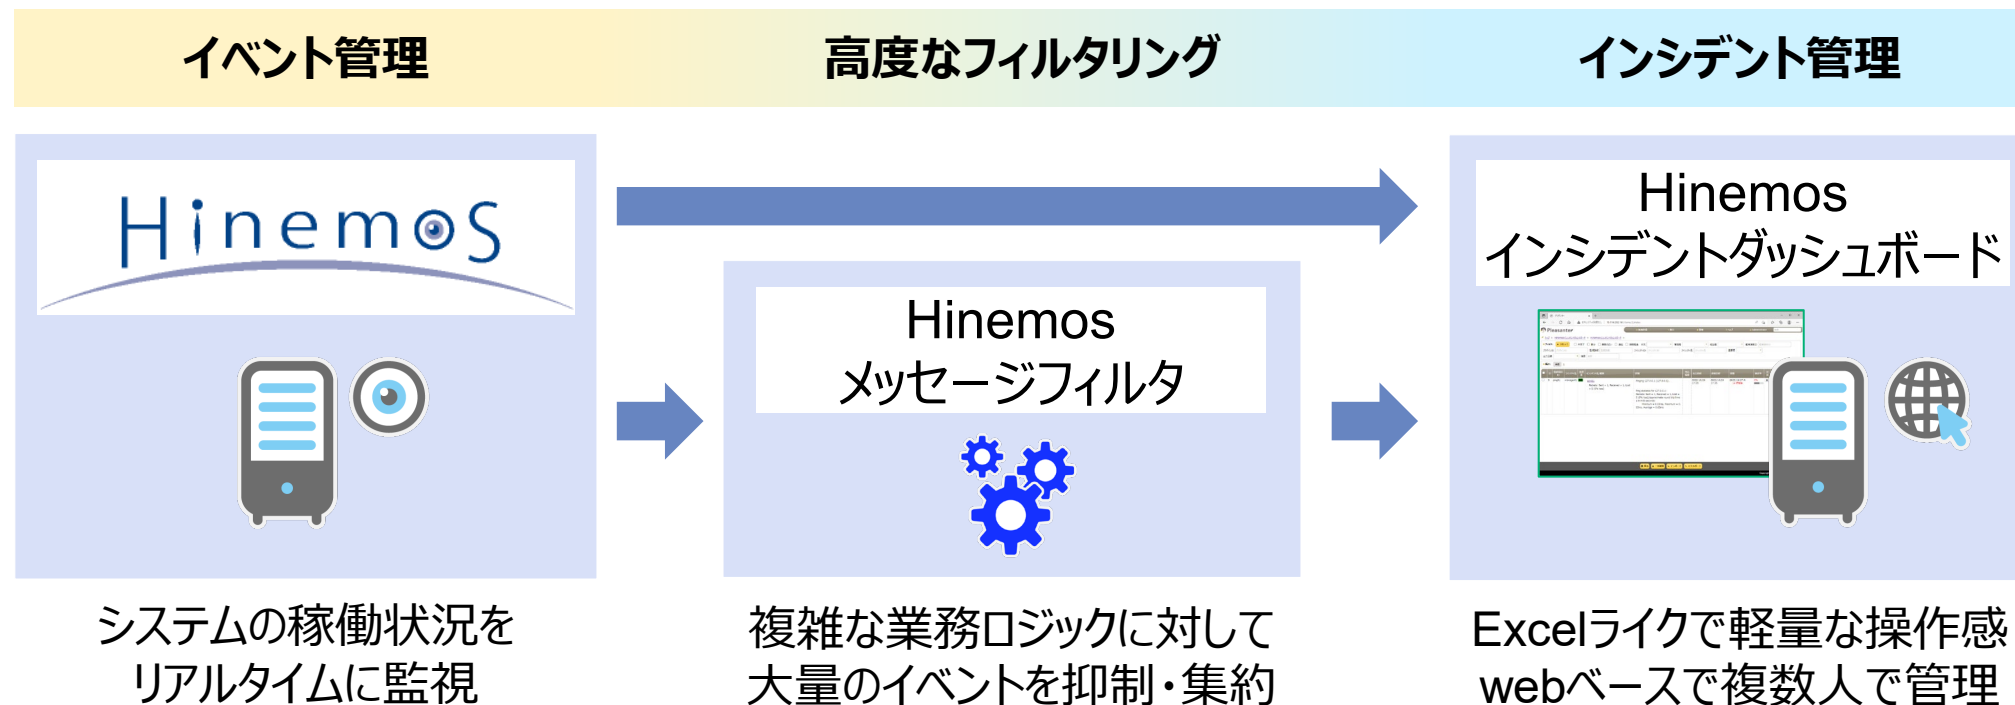 イベント管理
高度なフィルタリング
インシデント管理
Hinemos
Hinemos
メッセージフィルタ
Hinemos
インシデントダッシュボード
Pleasanter
システムの稼働状況を
リアルタイムに監視
複雑な業務ロジックに対して
大量のイベントを抑制・集約
Excelライクで軽量な操作感
webベースで複数人で管理